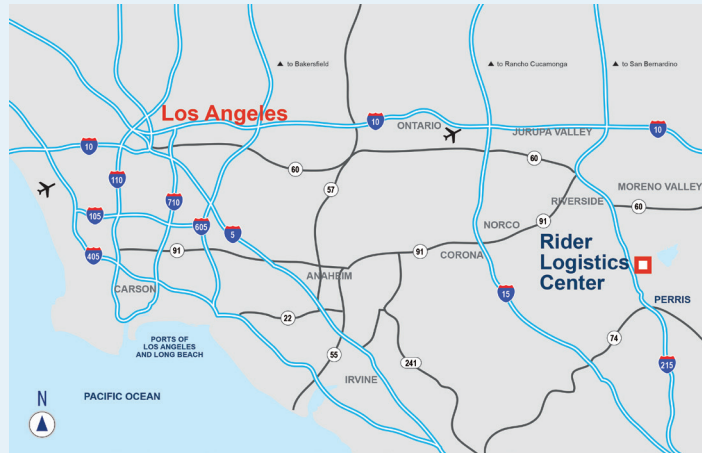 ▲ to Bakersfield
▲ to Rancho Cucamonga
▲ to San Bernardino
Los Angeles
10
ONTARIO
JURUPA VALLEY
10
10
60
60
110
57
MORENO VALLEY
710
RIVERSIDE
60
105
605
5
NORCO
91
405
91
91
CORONA
Rider
Logistics
Center
ANAHEIM
CARSON
15
PERRIS
22
PORTS OF
LOS ANGELES
AND LONG BEACH
74
55
241
215
IRVINE
PACIFIC OCEAN
N